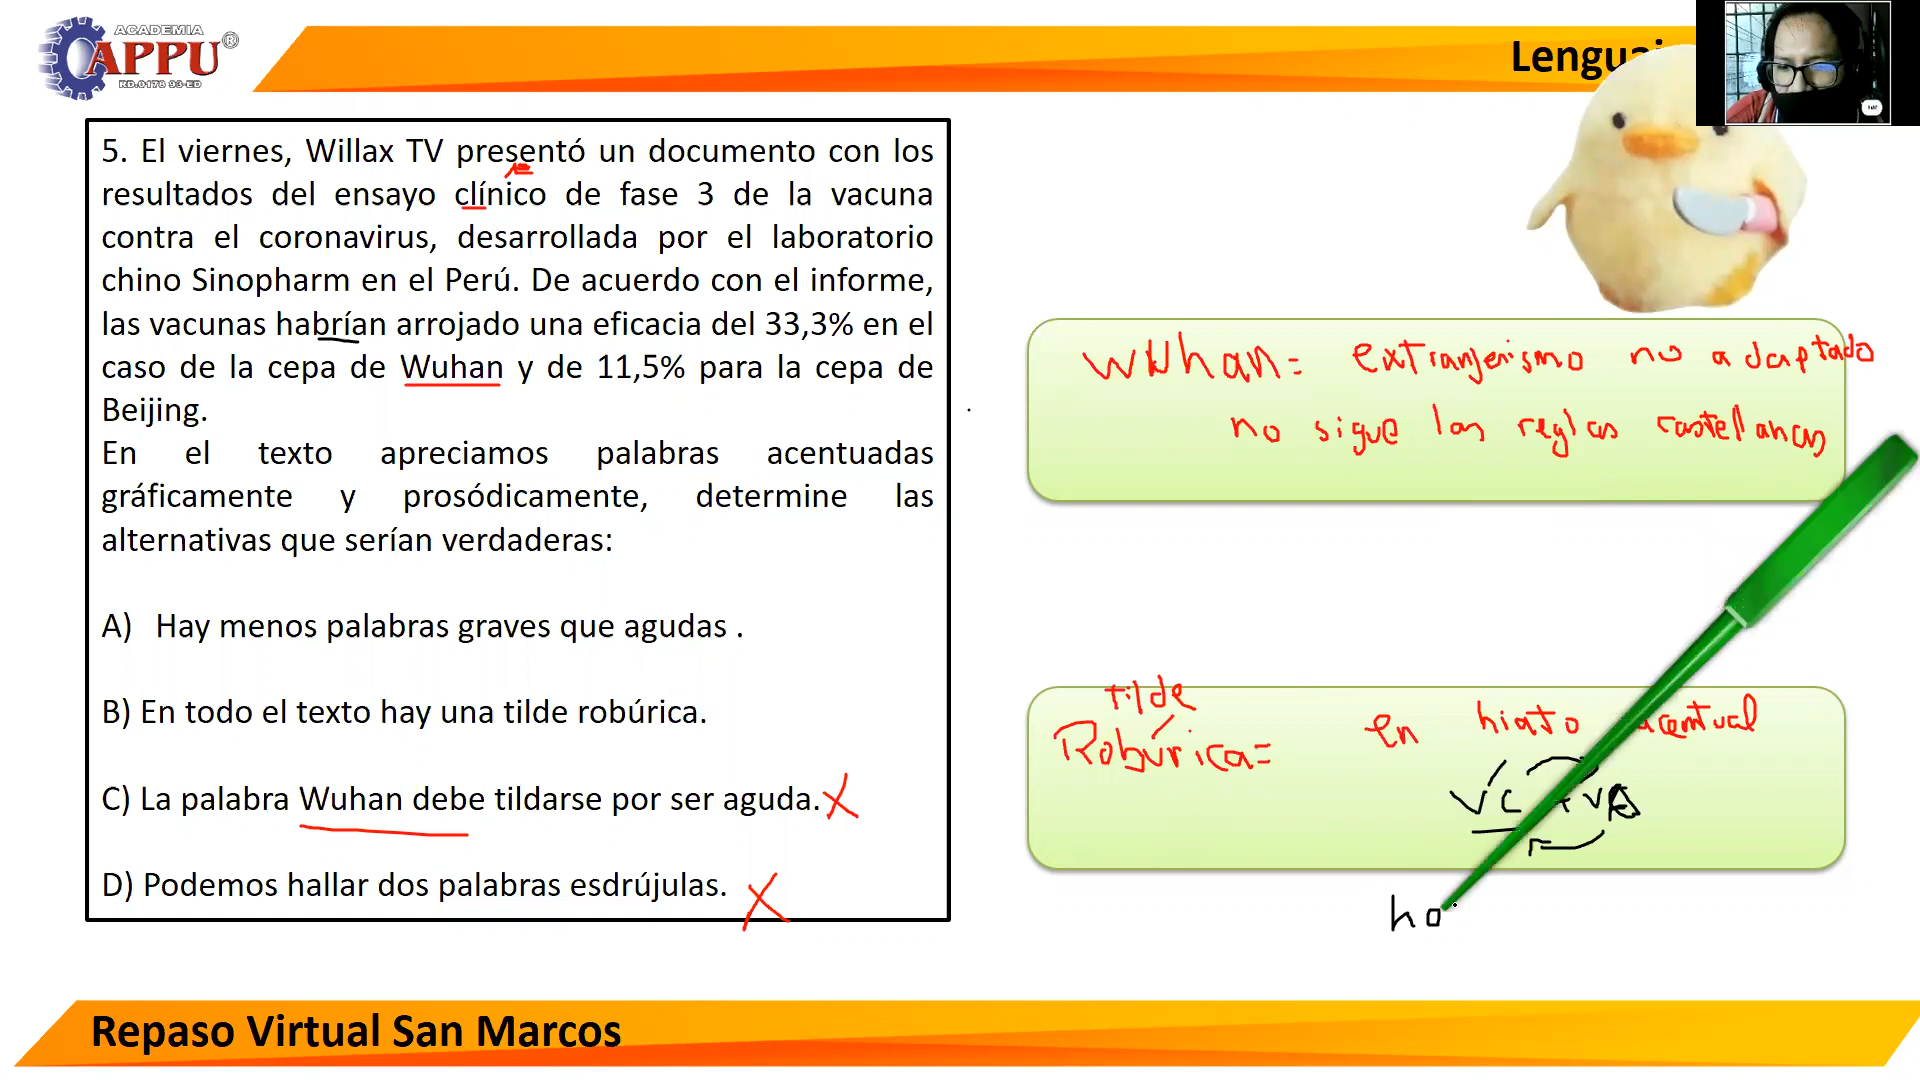 ACADEMIA
APPU®
RD.0178 93-ED
5. El viernes, Willax TV presentó un documento con los
resultados del ensayo clínico de fase 3 de la vacuna
contra el coronavirus, desarrollada por el laboratorio
chino Sinopharm en el Perú. De acuerdo con el informe,
las vacunas habrían arrojado una eficacia del 33,3% en el
caso de la cepa de Wuhan y de 11,5% para la cepa de
Beijing.
En el texto apreciamos palabras acentuadas
gráficamente y prosódicamente, determine las
alternativas que serían verdaderas:
A) Hay menos palabras graves que agudas .
B) En todo el texto hay una tilde robúrica.
C) La palabra Wuhan debe tildarse por ser aguda.
D) Podemos hallar dos palabras esdrújulas.
wuhan= extranjerismo no adaptado
no sigue las reglas castellanas
tilde
Robúrica= en hiato acentual
ho
Repaso Virtual San Marcos